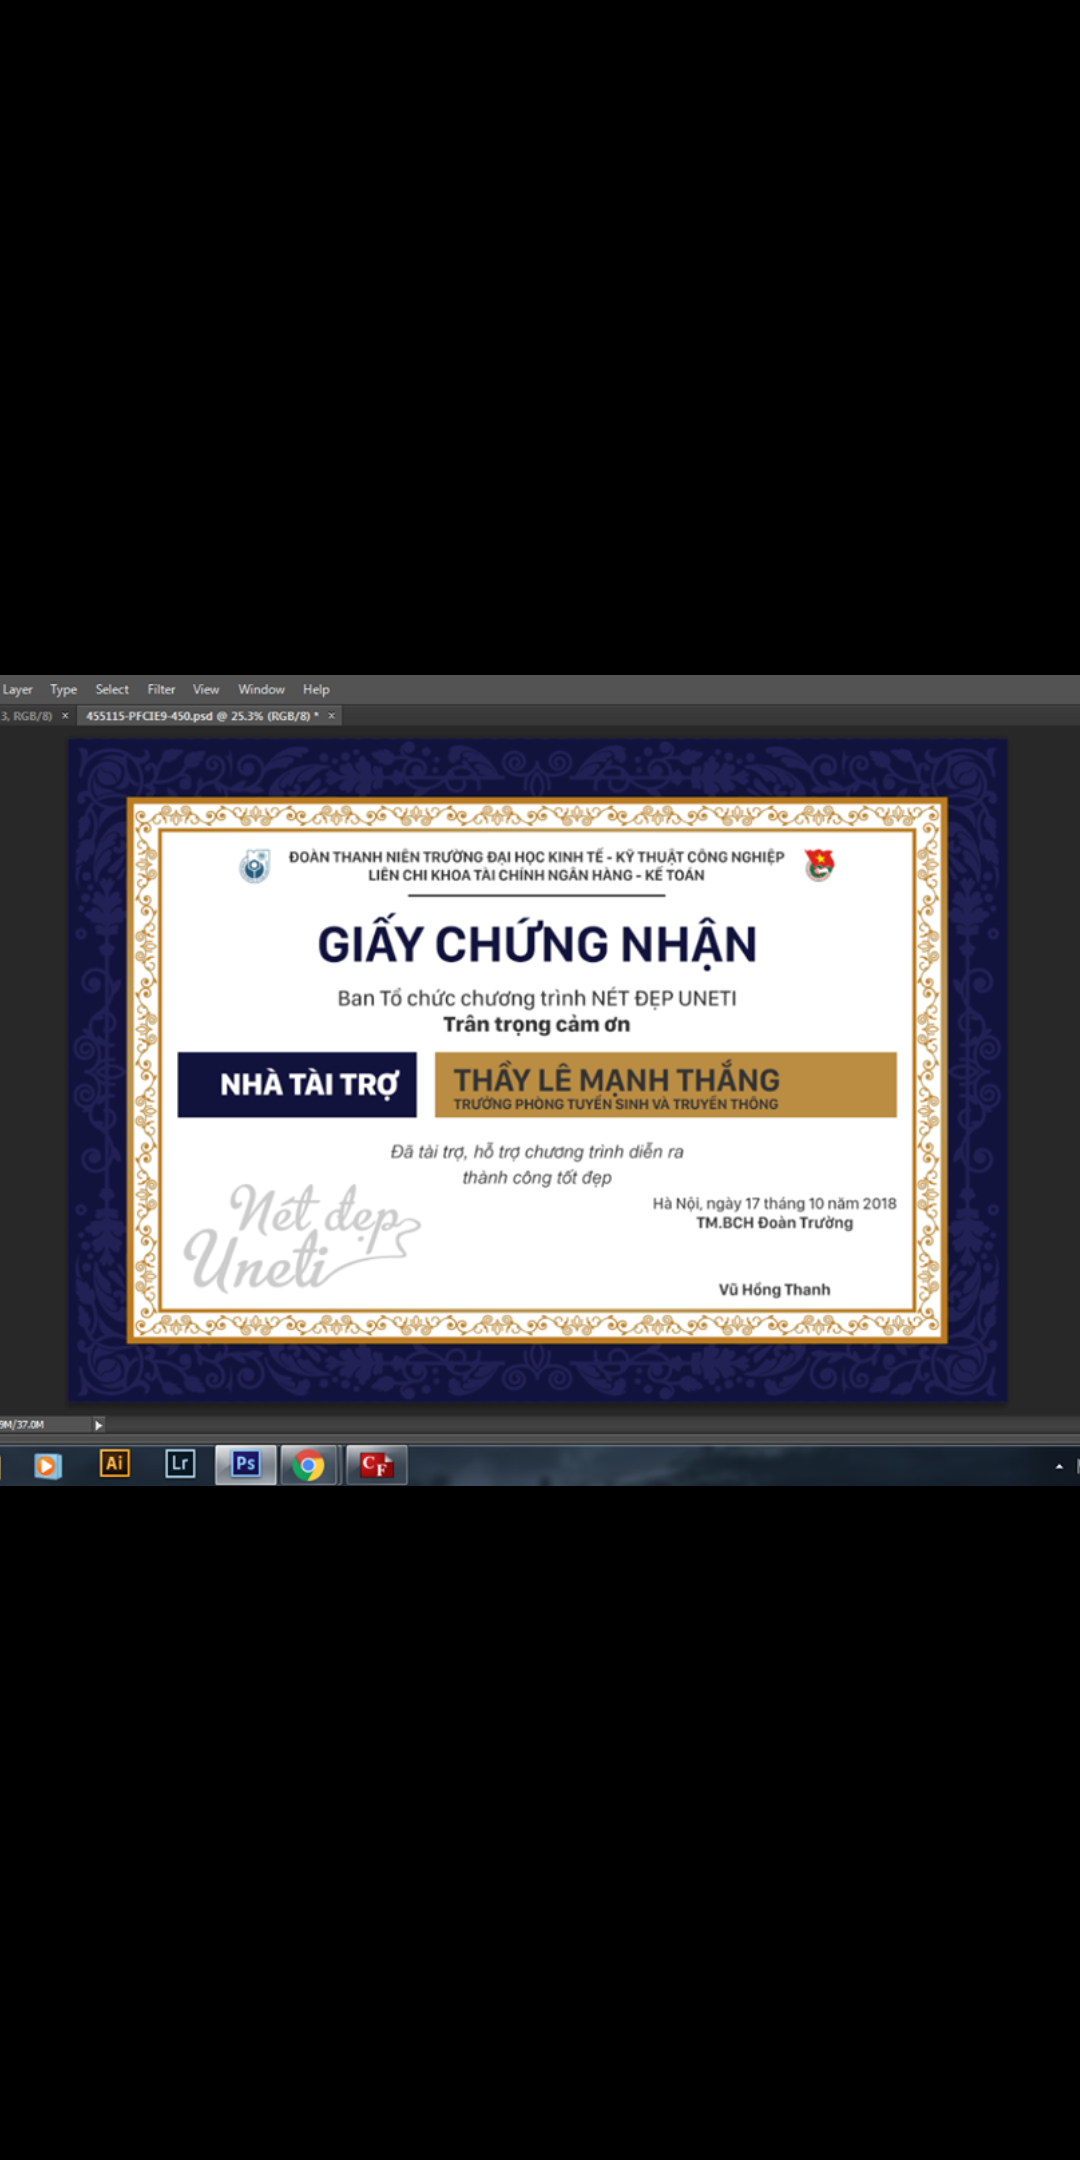 Layer Type Select Filter View Window Help
3, RGB/8) × 455115-PFCIE9-450.psd @ 25.3% (RGB/8) * ×
ĐOÀN THANH NIÊN TRƯỜNG ĐẠI HỌC KINH TẾ - KỸ THUẬT CÔNG NGHIỆP
LIÊN CHI KHOA TÀI CHÍNH NGÂN HÀNG - KẾ TOÁN
GIẤY CHỨNG NHẬN
Ban Tổ chức chương trình NÉT ĐẸP UNETI
Trân trọng cảm ơn
NHÀ TÀI TRỢ
THẦY LÊ MẠNH THẮNG
TRƯỜNG PHÒNG TUYỂN SINH VÀ TRUYỀN THÔNG
Đã tài trợ, hỗ trợ chương trình diễn ra
thành công tốt đẹp
Nét đẹp
Uneti
Hà Nội, ngày 17 tháng 10 năm 2018
TM.BCH Đoàn Trường
Vũ Hồng Thanh
9M/37.0M
Ai Lr Ps CF